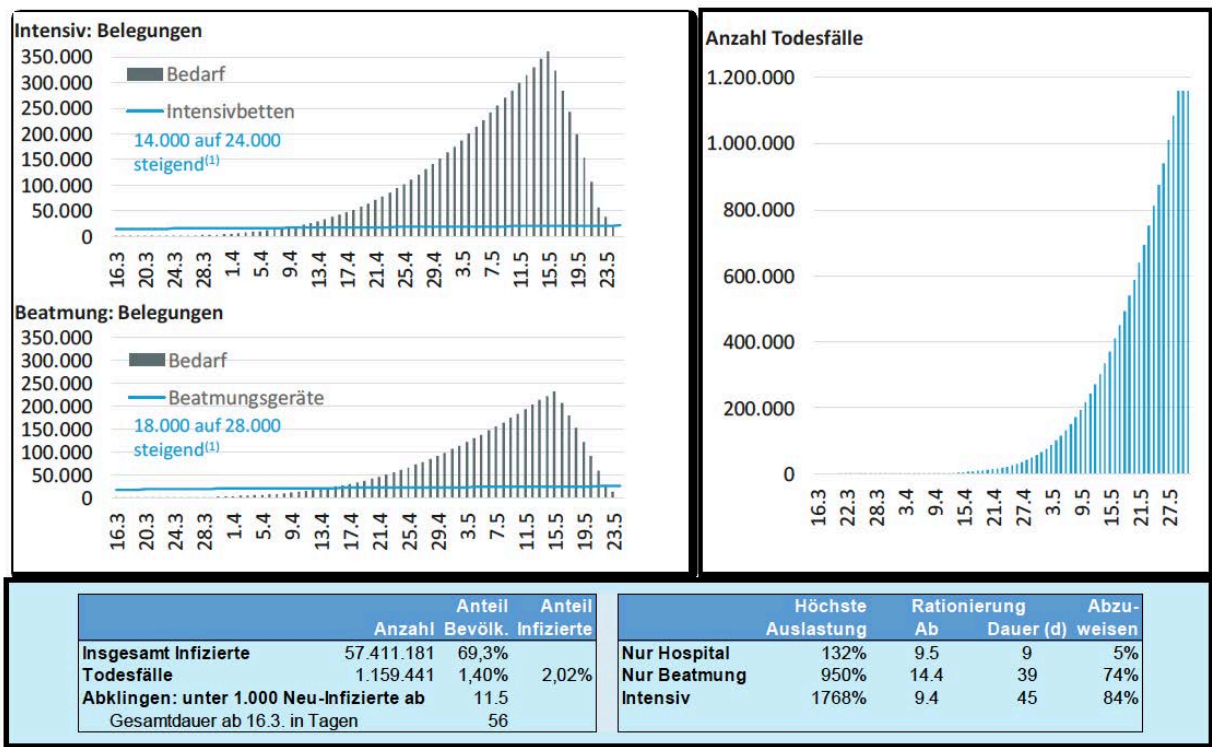 Intensiv: Belegungen
350.000
350.000
300.000
250.000
200.000
150.000
100.000
50.000
0
Bedarf
Intensivbetten
14.000 auf 24.000
steigend(1)
16.3 20.3 24.3 28.3 1.4 5.4 9.4 13.4 17.4 21.4 25.4 29.4 3.5 7.5 11.5 15.5 19.5 23.5
Beatmung: Belegungen
350.000
300.000
250.000
200.000
150.000
100.000
50.000
0
Bedarf
Beatmungsgeräte
18.000 auf 28.000
steigend(1)
16.3 20.3 24.3 28.3 1.4 5.4 9.4 13.4 17.4 21.4 25.4 29.4 3.5 7.5 11.5 15.5 19.5 23.5
Anzahl Todesfälle
1.200.000
1.000.000
800.000
600.000
400.000
200.000
0
16.3 22.3 28.3 3.4 9.4 15.4 21.4 27.4 3.5 9.5 15.5 21.5 27.5
Anteil Anteil
Anzahl Bevölk. Infizierte
Insgesamt Infizierte 57.411.181 69,3%
Todesfälle 1.159.441 1,40% 2,02%
Abklingen: unter 1.000 Neu-Infizierte ab 11.5
Gesamtdauer ab 16.3. in Tagen 56
Höchste Rationierung Abzu-
Auslastung Ab Dauer (d) weisen
Nur Hospital 132% 9.5 9 5%
Nur Beatmung 950% 14.4 39 74%
Intensiv 1768% 9.4 45 84%